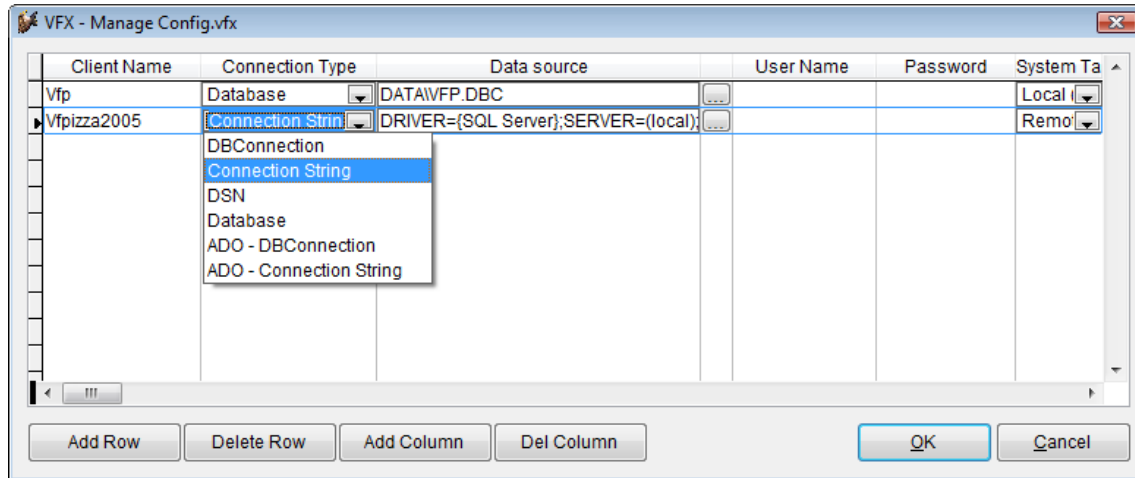 VFX - Manage Config.vfx
Client Name Connection Type Data source User Name Password System Ta
Vfp Database DATA\VFP.DBC ... Local (
Vfpizza2005 Connection Strin DRIVER={SQL Server};SERVER=(local); ... Remo
DBConnection
Connection String
DSN
Database
ADO - DBConnection
ADO - Connection String
Add Row Delete Row Add Column Del Column OK Cancel